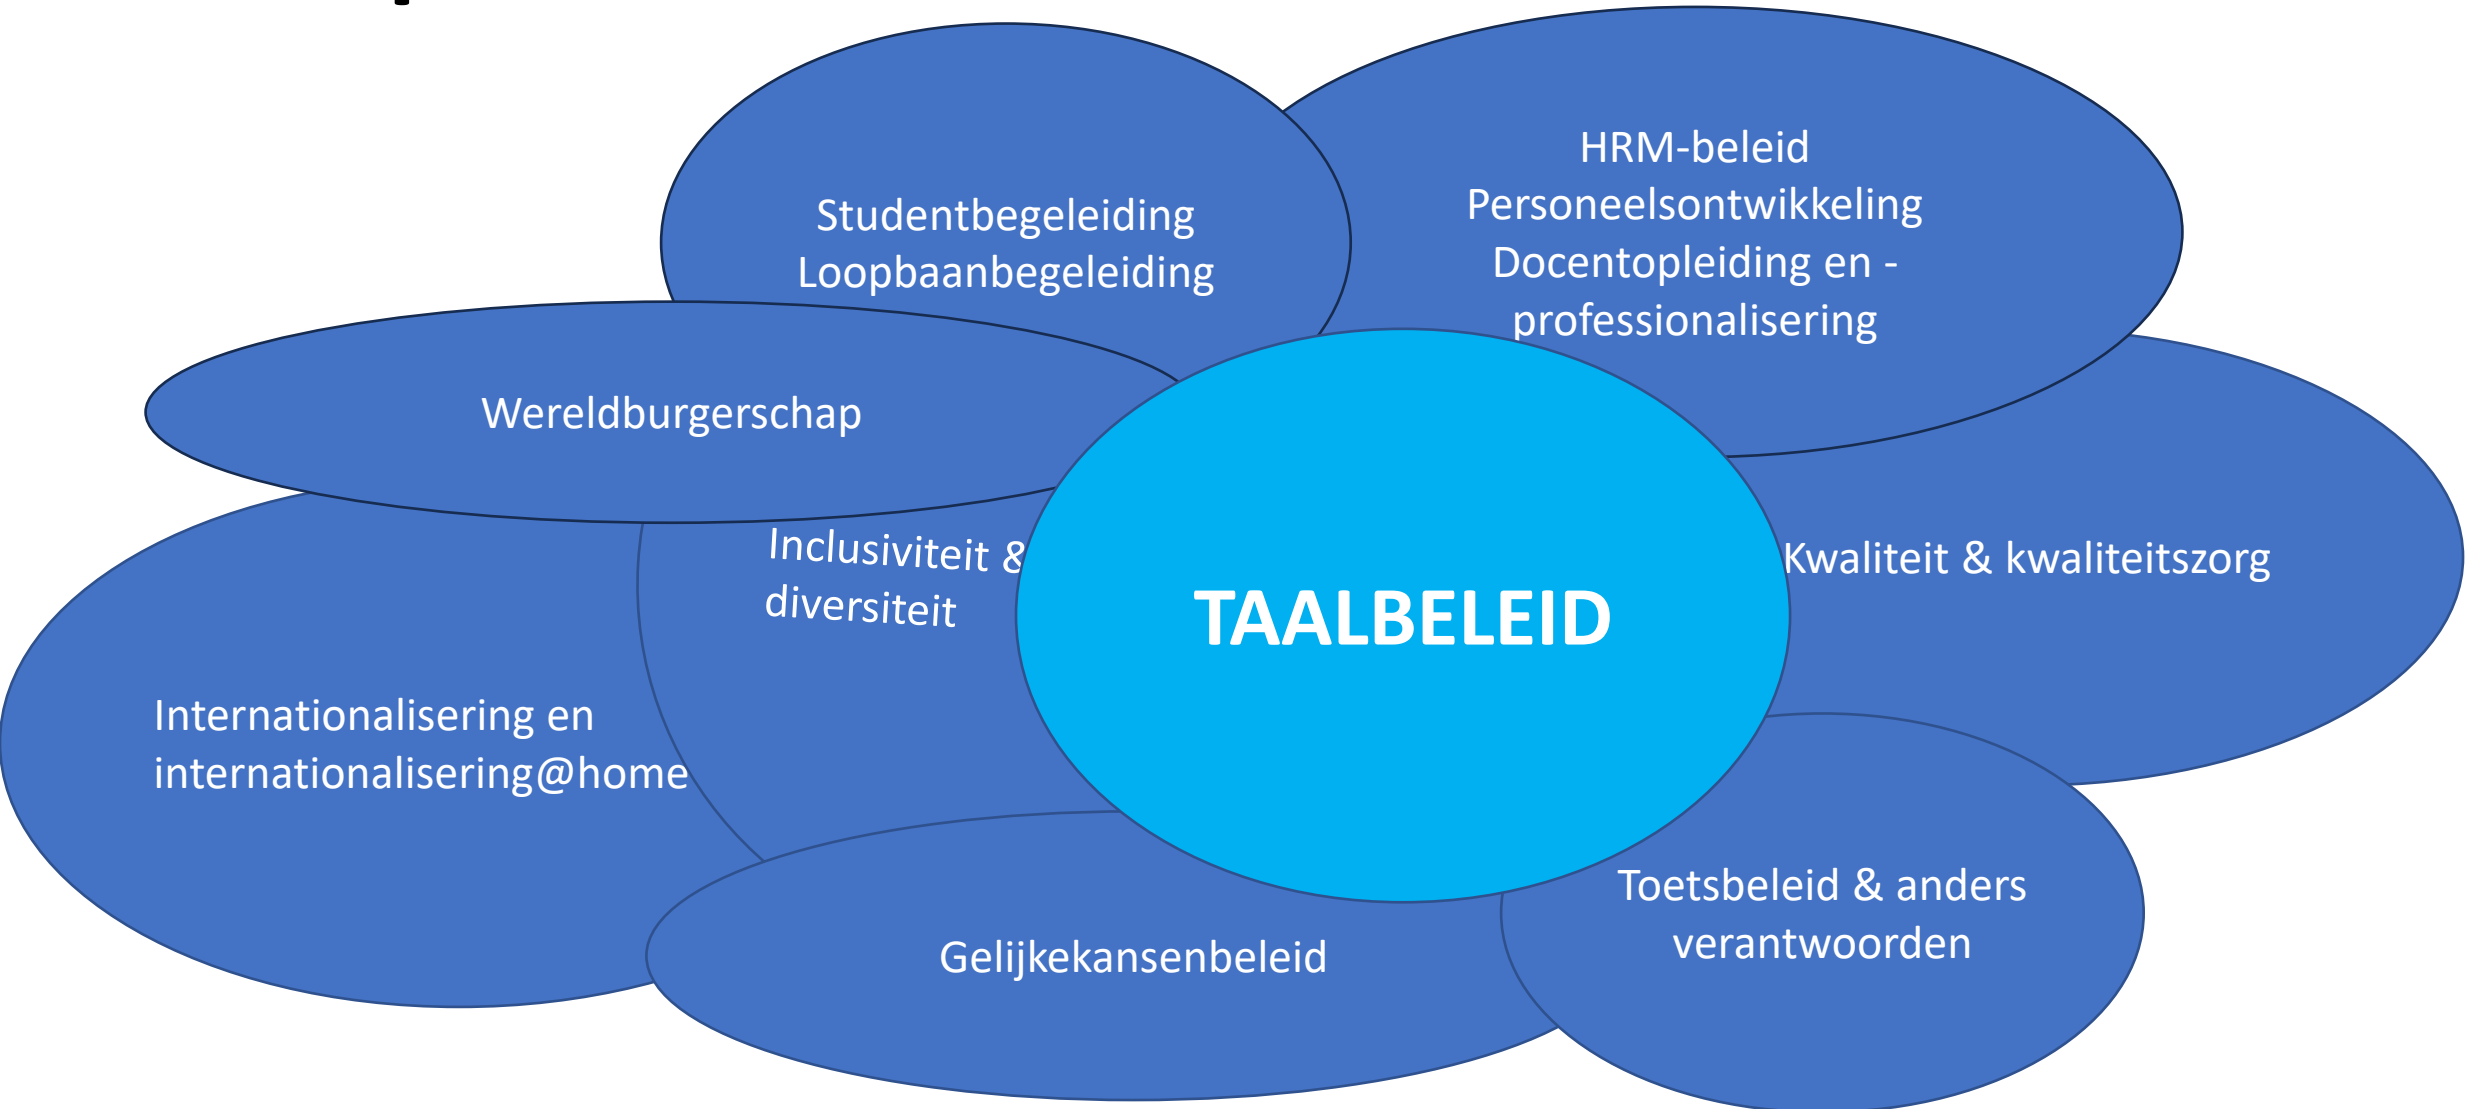 HRM-beleid
Personeelsontwikkeling
Docentopleiding en -
professionalisering
Studentbegeleiding
Loopbaanbegeleiding
Wereldburgerschap
Inclusiviteit &
diversiteit
TAALBELEID
Kwaliteit & kwaliteitszorg
Internationalisering en
internationalisering@home
Toetsbeleid & anders
verantwoorden
Gelijkekansenbeleid